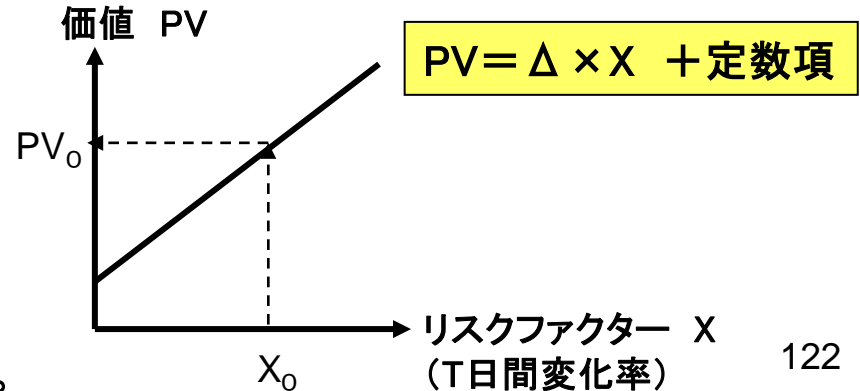 価値 PV
PV=Δ×X +定数項
PV₀
リスクファクター X
(T日間変化率)
X₀
122